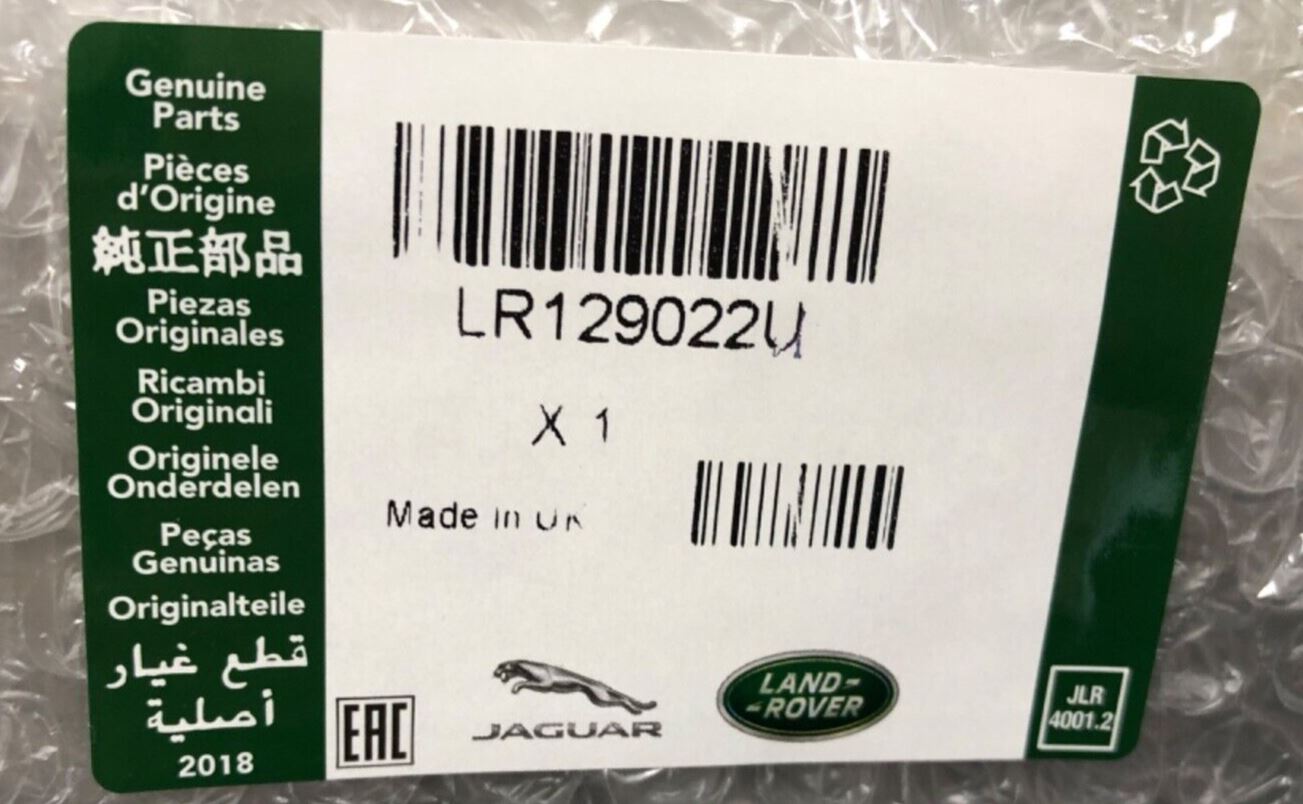 Genuine
Parts
Pièces
d'Origine
純正部品
Piezas
Originales
Ricambi
Originali
Originele
Onderdelen
Peças
Genuinas
Originalteile
قطع غيار
أصلية
2018
LR129022U
X 1
Made in UK
EAC
JAGUAR
LAND-
-ROVER
JLR
4001.2